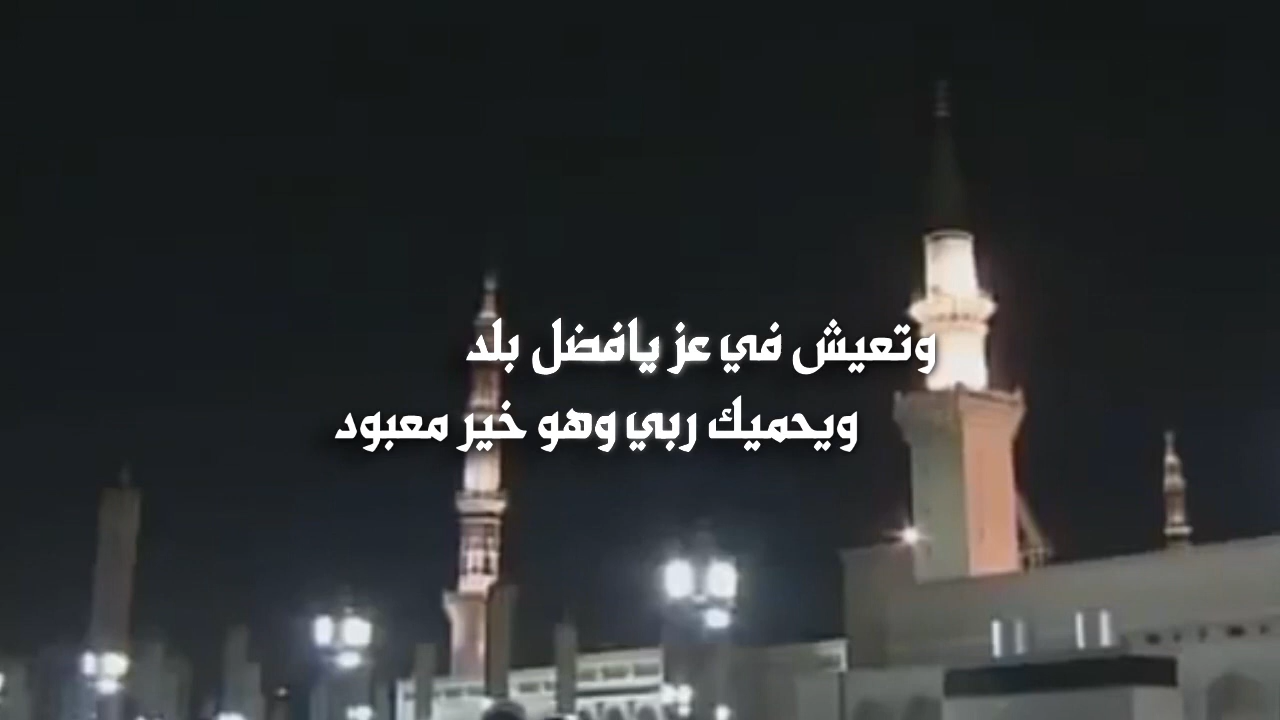 وتعيش في عز يافضل بلد
ويحميك ربي وهو خير معبود